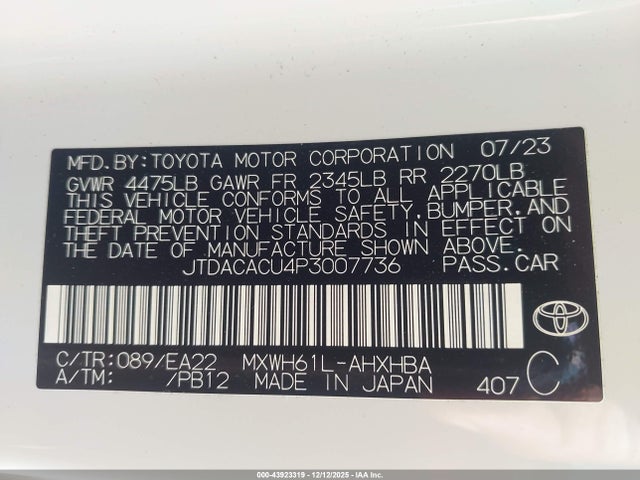 MFD. BY: TOYOTA MOTOR CORPORATION 07/23
GVWR 4475LB GAWR FR 2345LB RR 2270LB
THIS VEHICLE CONFORMS TO ALL APPLICABLE
FEDERAL MOTOR VEHICLE SAFETY, BUMPER, AND
THEFT PREVENTION STANDARDS IN EFFECT ON
THE DATE OF MANUFACTURE SHOWN ABOVE.
JTDACACU4P3007736 PASS. CAR
C/TR: 089/EA22 MXWH61L-AHXHBA
A/TM: /PB12 MADE IN JAPAN 407 C
000-43923319 - 12/12/2025 - IAA Inc.